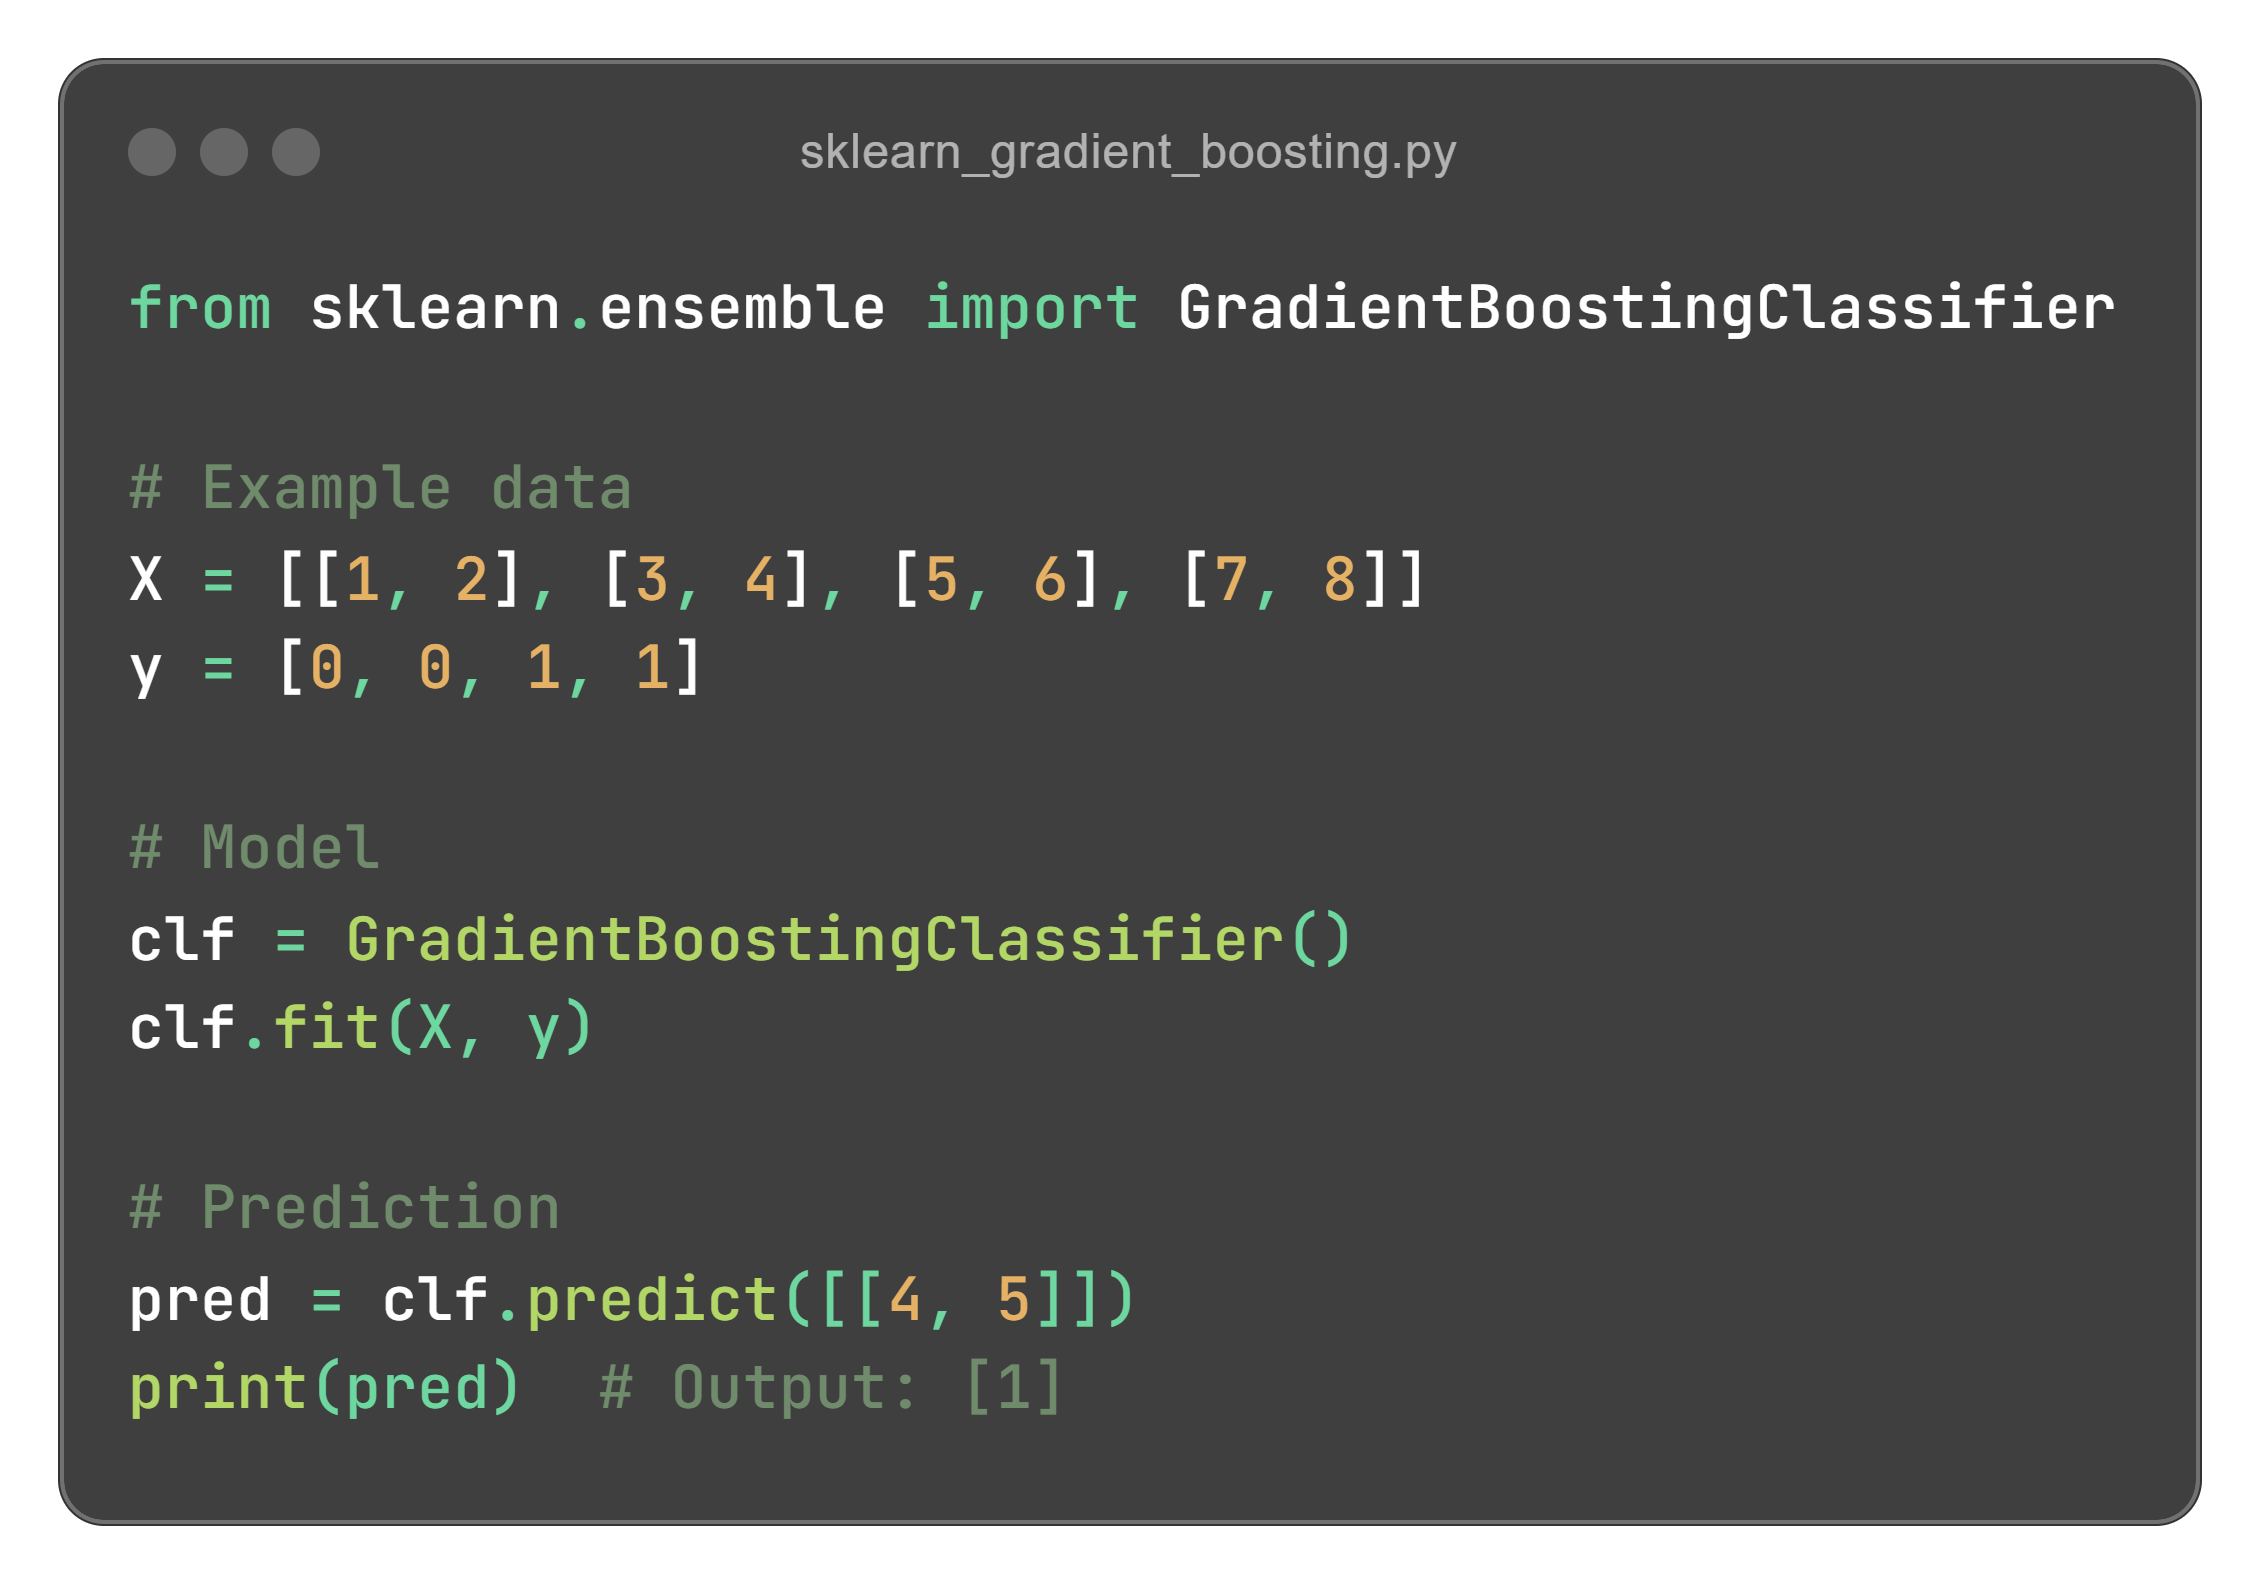 sklearn_gradient_boosting.py
from sklearn.ensemble import GradientBoostingClassifier
# Example data
X = [[1, 2], [3, 4], [5, 6], [7, 8]]
y = [0, 0, 1, 1]
# Model
clf = GradientBoostingClassifier()
clf.fit(X, y)
# Prediction
pred = clf.predict([[4, 5]])
print(pred)  # Output: [1]